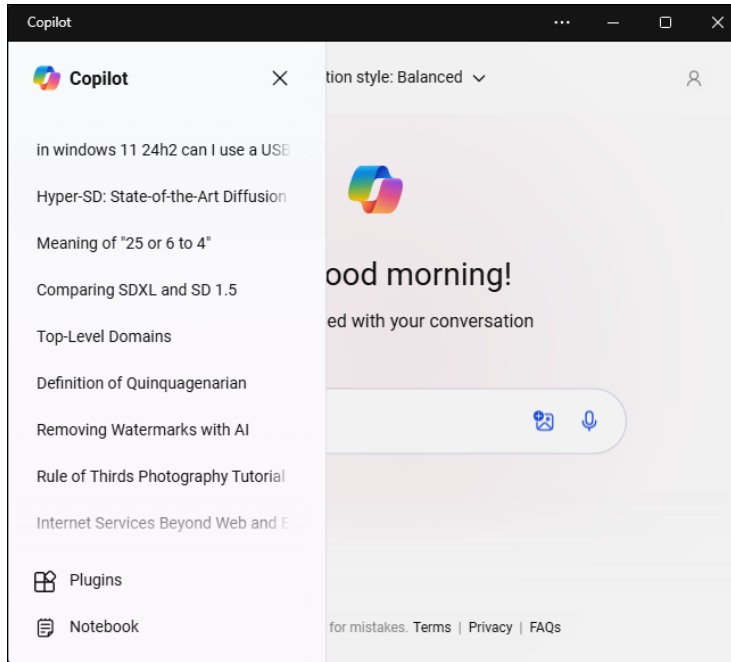 Copilot
Copilot
tion style: Balanced
in windows 11 24h2 can I use a USB
Hyper-SD: State-of-the-Art Diffusion
Meaning of "25 or 6 to 4"
Comparing SDXL and SD 1.5
Top-Level Domains
Definition of Quinquagenarian
Removing Watermarks with AI
Rule of Thirds Photography Tutorial
Internet Services Beyond Web and E
Plugins
Notebook
ood morning!
ed with your conversation
for mistakes. Terms | Privacy | FAQs